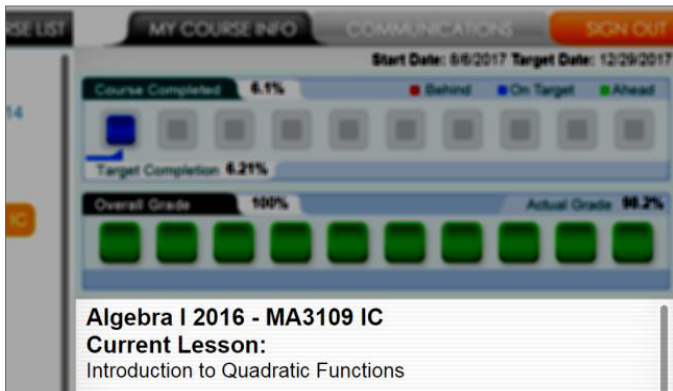 RSE LIST MY COURSE INFO COMMUNICATIONS SIGN OUT
Start Date: 8/6/2017 Target Date: 12/29/2017
Course Completed 6.1% Behind On Target Ahead
14
Target Completion 6.21%
Overall Grade 100% Actual Grade 98.2%
IC
Algebra I 2016 - MA3109 IC
Current Lesson:
Introduction to Quadratic Functions